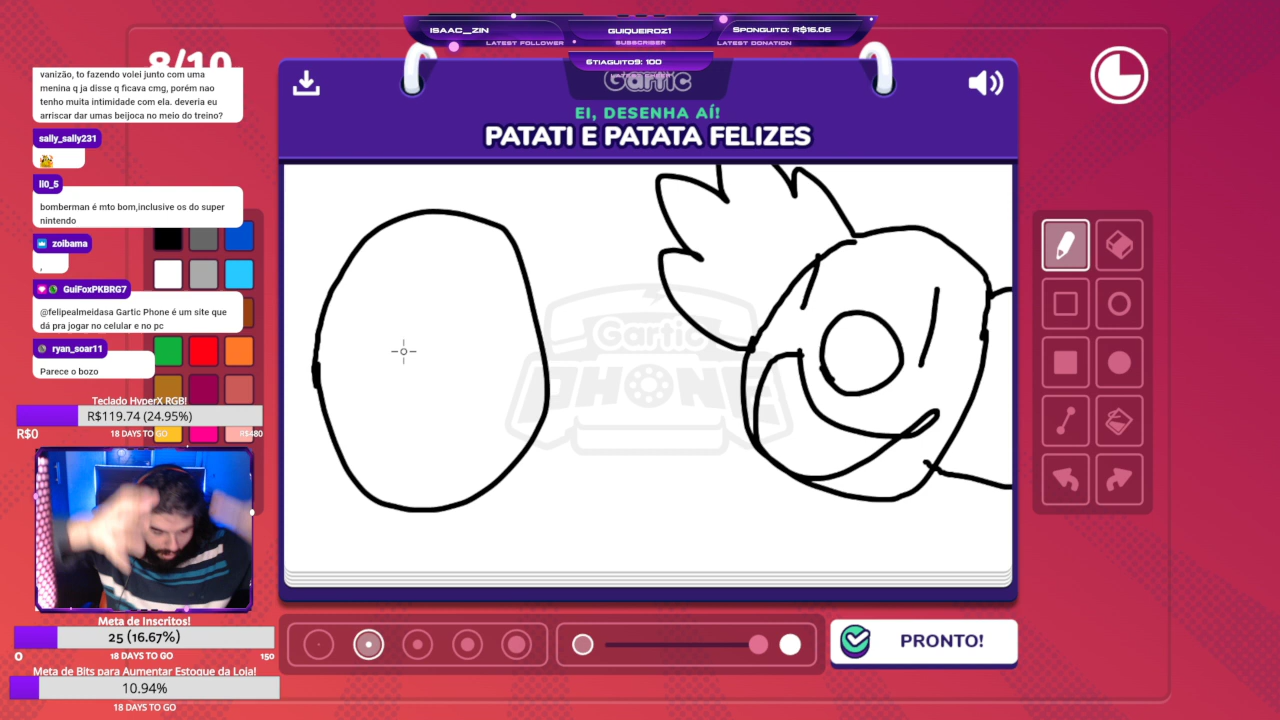 ISAAC__ZIN
LATEST FOLLOWER
GUIQUEIROZ1
SUBSCRIBER
SPONGUITO: R$16.06
LATEST DONATION
6TIAGUITO9: 100
Gartic
8/10
EI, DESENHA AÍ!
PATATI E PATATA FELIZES
vanizão, to fazendo volei junto com uma
menina q ja disse q ficava cmg, porém nao
tenho muita intimidade com ela. deveria eu
arriscar dar umas beijoca no meio do treino?
sally_sally231
li0_5
bomberman é mto bom,inclusive os do super
nintendo
zoibama
,
GuiFoxPKBRG7
@felipealmeidasa Gartic Phone é um site que
dá pra jogar no celular e no pc
ryan_soar11
Parece o bozo
Gartic
PHONE
Teclado HyperX RGB!
R$119.74 (24.95%)
R$0
18 DAYS TO GO
R$480
Meta de Inscritos!
25 (16.67%)
0
18 DAYS TO GO
150
Meta de Bits para Aumentar Estoque da Loja!
10.94%
18 DAYS TO GO
PRONTO!